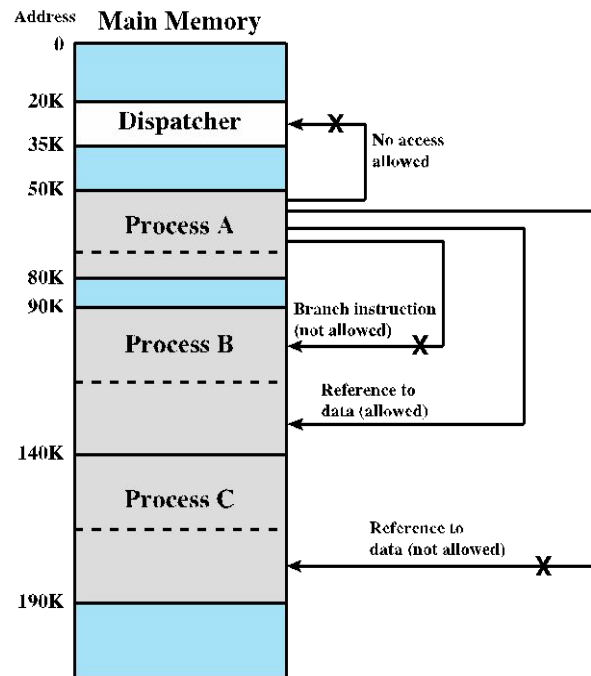 Address
Main Memory
0
20K
Dispatcher
35K
No access
allowed
50K
Process A
80K
90K
Branch instruction
(not allowed)
Process B
Reference to
data (allowed)
140K
Process C
Reference to
data (not allowed)
190K